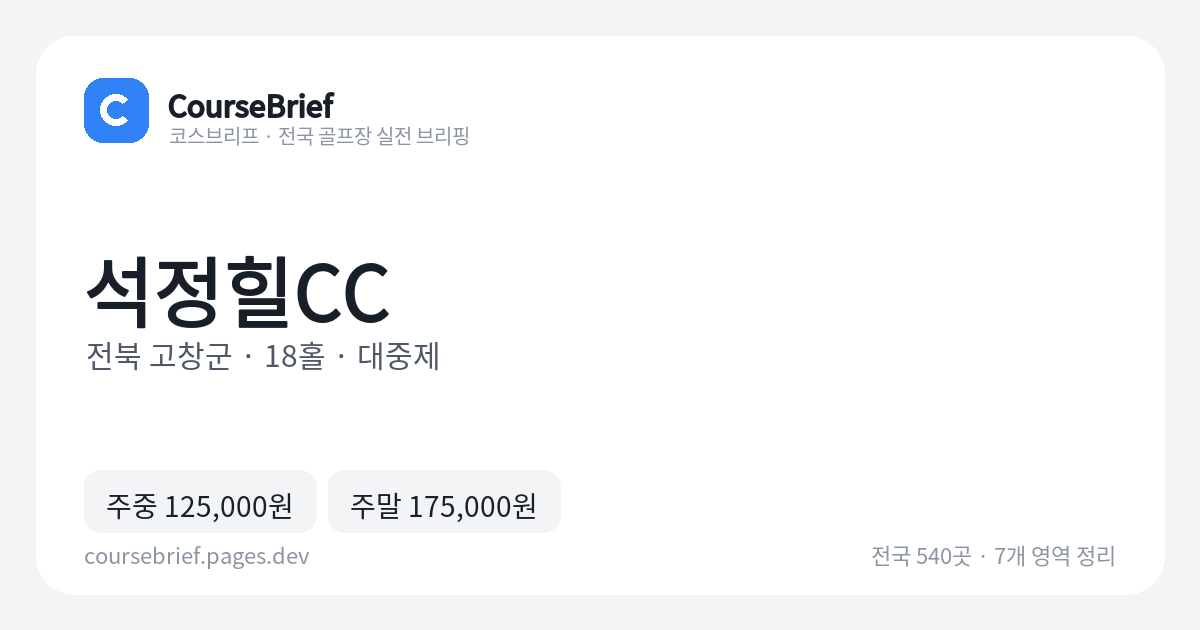 C
CourseBrief
코스브리프 · 전국 골프장 실전 브리핑
석정힐CC
전북 고창군 · 18홀 · 대중제
주중 125,000원 주말 175,000원
coursebrief.pages.dev 전국 540곳 · 7개 영역 정리